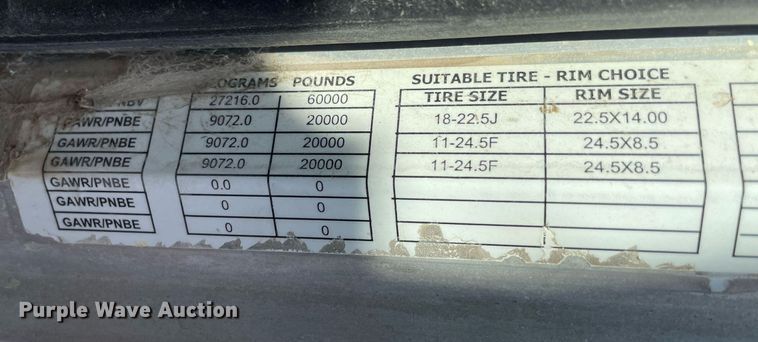 POUNDS SUITABLE TIRE - RIM CHOICE
27216.0 60000 TIRE SIZE RIM SIZE
GAWR/PNBE 9072.0 20000 18-22.5J 22.5X14.00
GAWR/PNBE 9072.0 20000 11-24.5F 24.5X8.5
GAWR/PNBE 9072.0 20000 11-24.5F 24.5X8.5
GAWR/PNBE 0.0 0
GAWR/PNBE 0 0
GAWR/PNBE 0 0
Purple Wave Auction